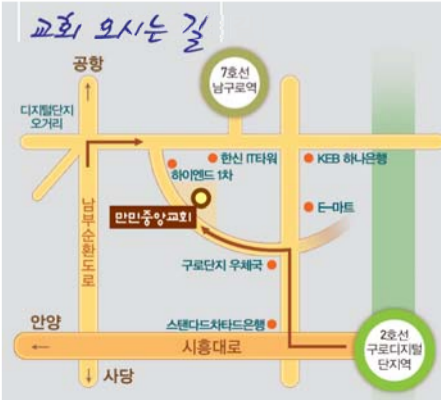 교회 오시는 길
공항
7호선
남구로역
디지털단지
오거리
한신 IT타워
KEB 하나은행
하이엔드 1차
남부순환도로
만민중앙교회
E-마트
구로단지 우체국
안양
스탠다드차타드은행
시흥대로
2호선
구로디지털
단지역
사당